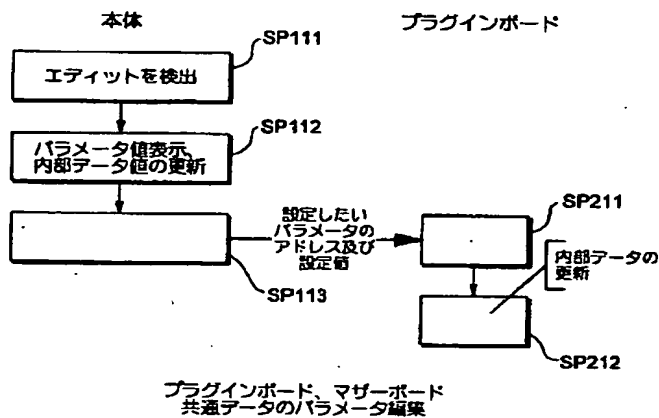 本体
プラグインボード
SP111
エディットを検出
SP112
パラメータ値表示、
内部データ値の更新
設定したい
パラメータの
アドレス及び
設定値
SP113
SP211
内部データの
更新
SP212
プラグインボード、マザーボード
共通データのパラメータ編集